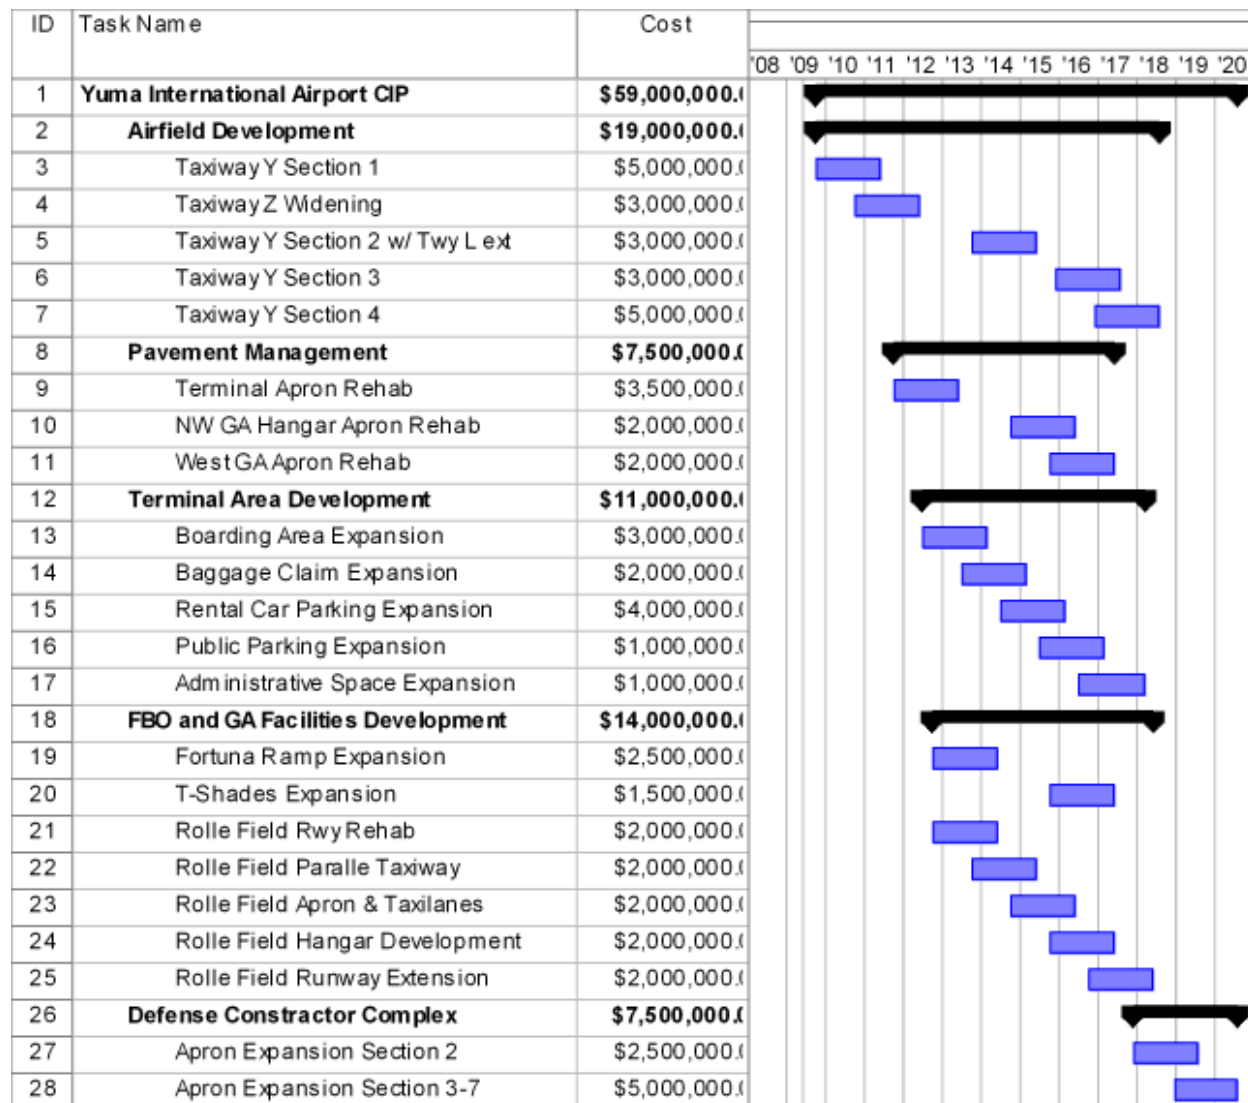 ID Task Name Cost
'08 '09 '10 '11 '12 '13 '14 '15 '16 '17 '18 '19 '20
1 Yuma International Airport CIP $59,000,000.(
2 Airfield Development $19,000,000.(
3 Taxiway Y Section 1 $5,000,000.(
4 Taxiway Z Widening $3,000,000.(
5 Taxiway Y Section 2 w/ Twy L ext $3,000,000.(
6 Taxiway Y Section 3 $3,000,000.(
7 Taxiway Y Section 4 $5,000,000.(
8 Pavement Management $7,500,000.(
9 Terminal Apron Rehab $3,500,000.(
10 NW GA Hangar Apron Rehab $2,000,000.(
11 West GA Apron Rehab $2,000,000.(
12 Terminal Area Development $11,000,000.(
13 Boarding Area Expansion $3,000,000.(
14 Baggage Claim Expansion $2,000,000.(
15 Rental Car Parking Expansion $4,000,000.(
16 Public Parking Expansion $1,000,000.(
17 Administrative Space Expansion $1,000,000.(
18 FBO and GA Facilities Development $14,000,000.(
19 Fortuna Ramp Expansion $2,500,000.(
20 T-Shades Expansion $1,500,000.(
21 Rolle Field Rwy Rehab $2,000,000.(
22 Rolle Field Paralle Taxiway $2,000,000.(
23 Rolle Field Apron & Taxilanes $2,000,000.(
24 Rolle Field Hangar Development $2,000,000.(
25 Rolle Field Runway Extension $2,000,000.(
26 Defense Constractor Complex $7,500,000.(
27 Apron Expansion Section 2 $2,500,000.(
28 Apron Expansion Section 3-7 $5,000,000.(